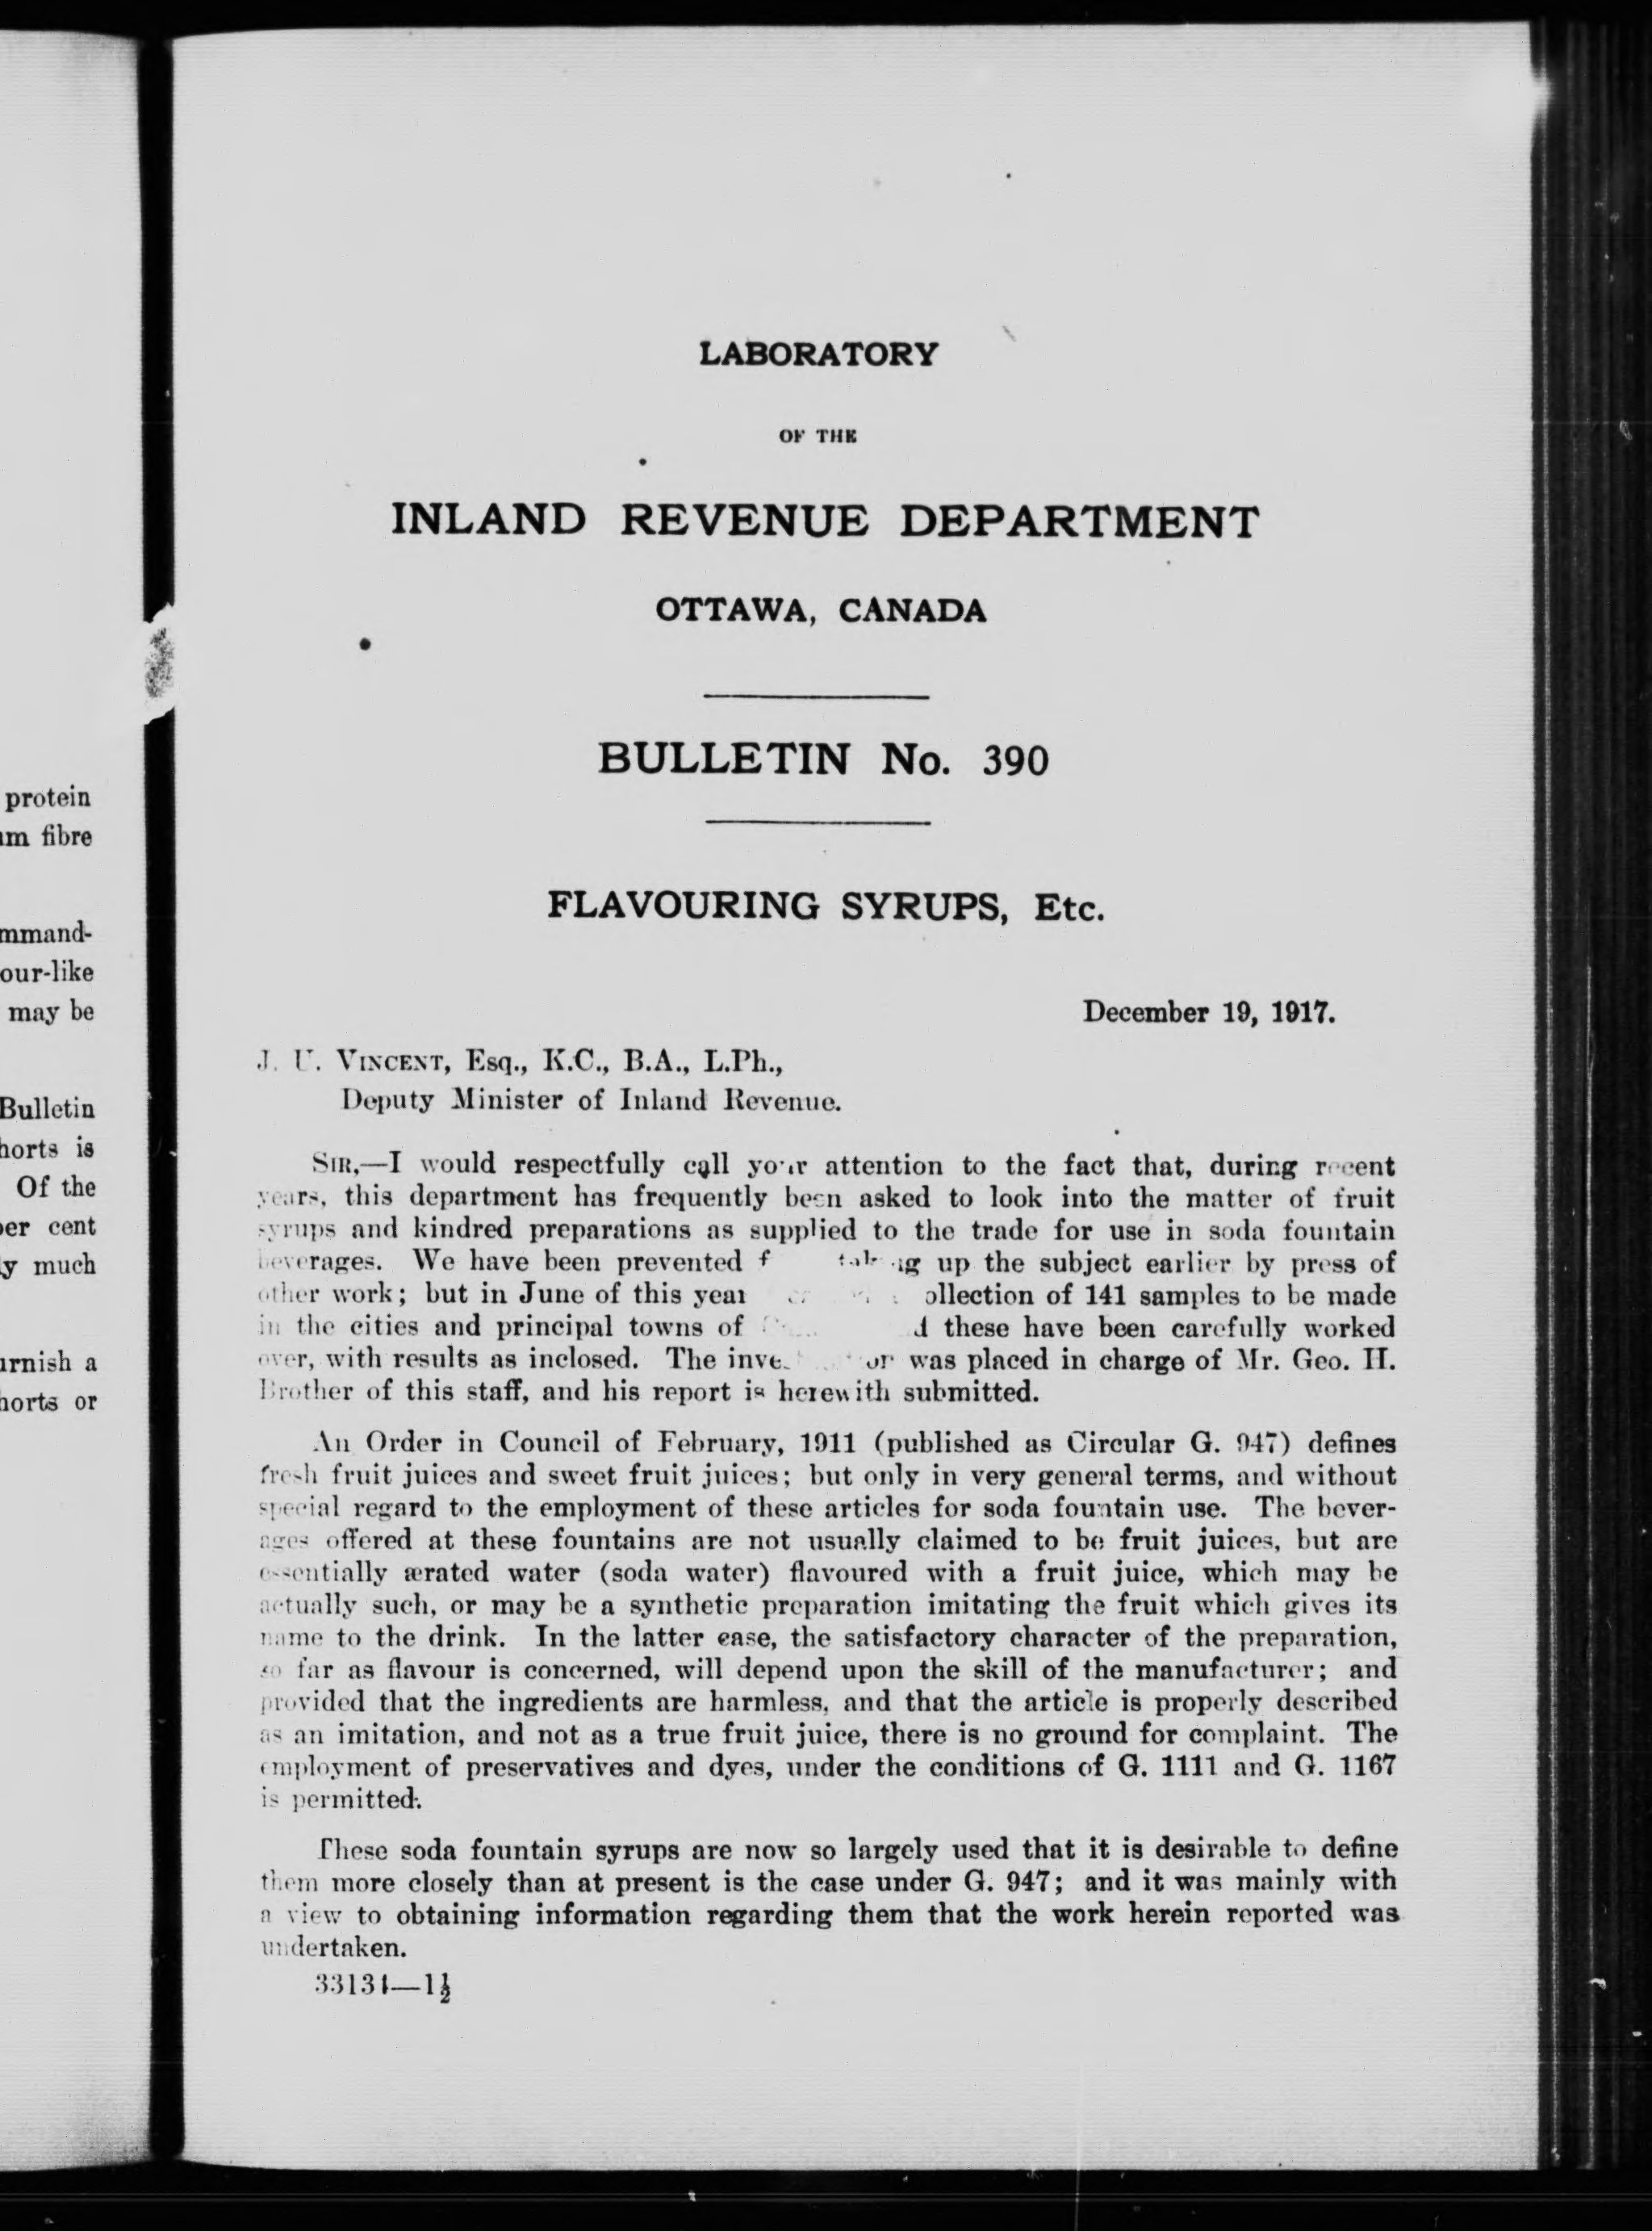 protein
fibre
our-like
may be
Bulletin
is
Of the
cent
much
a
or
LABORATORY
OF THE
INLAND REVENUE DEPARTMENT
OTTAWA, CANADA
BULLETIN No. 390
FLAVOURING SYRUPS, Etc.
December 19, 1917.
J. U. VINCENT, Esq., K.C., B.A., L.Ph.,
Deputy Minister of Inland Revenue.
SIR,—I would respectfully call your attention to the fact that, during recent
years, this department has frequently been asked to look into the matter of fruit
syrups and kindred preparations as supplied to the trade for use in soda fountain
beverages. We have been prevented up the subject earlier by press of
other work; but in June of this year ollection of 141 samples to be made
in the cities and principal towns of these have been carefully worked
over, with results as inclosed. The was placed in charge of Mr. Geo. H.
Brother of this staff, and his report is herewith submitted.
An Order in Council of February, 1911 (published as Circular G. 947) defines
fresh fruit juices and sweet fruit juices; but only in very general terms, and without
special regard to the employment of these articles for soda fountain use. The bever-
ages offered at these fountains are not usually claimed to be fruit juices, but are
essentially ærated water (soda water) flavoured with a fruit juice, which may be
actually such, or may be a synthetic preparation imitating the fruit which gives its
name to the drink. In the latter case, the satisfactory character of the preparation,
so far as flavour is concerned, will depend upon the skill of the manufacturer; and
provided that the ingredients are harmless, and that the article is properly described
as an imitation, and not as a true fruit juice, there is no ground for complaint. The
employment of preservatives and dyes, under the conditions of G. 1111 and G. 1167
is permitted.
These soda fountain syrups are now so largely used that it is desirable to define
them more closely than at present is the case under G. 947; and it was mainly with
a view to obtaining information regarding them that the work herein reported was
undertaken.
33134—1½